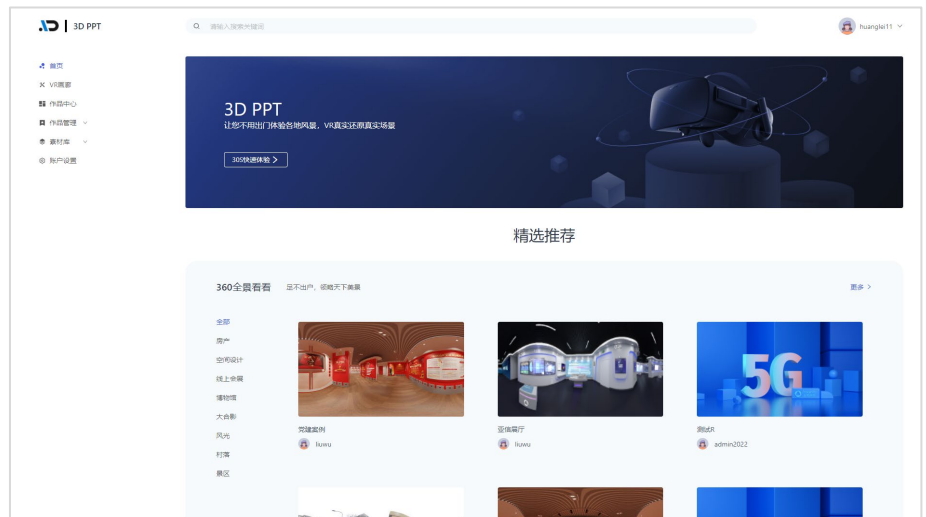 3D PPT
请输入搜索关键词
huanglei11
首页
VR画廊
作品中心
作品管理
素材库
账户设置
3D PPT
让您不用出门体验各地风景，VR真实还原真实场景
30S快速体验
精选推荐
360全景看看
足不出户，领略天下美景
更多
全部
房产
空间设计
线上会展
博物馆
大合影
风光
村落
景区
5G
党建案例
liuwu
亚信展厅
liuwu
测试R
admin2022